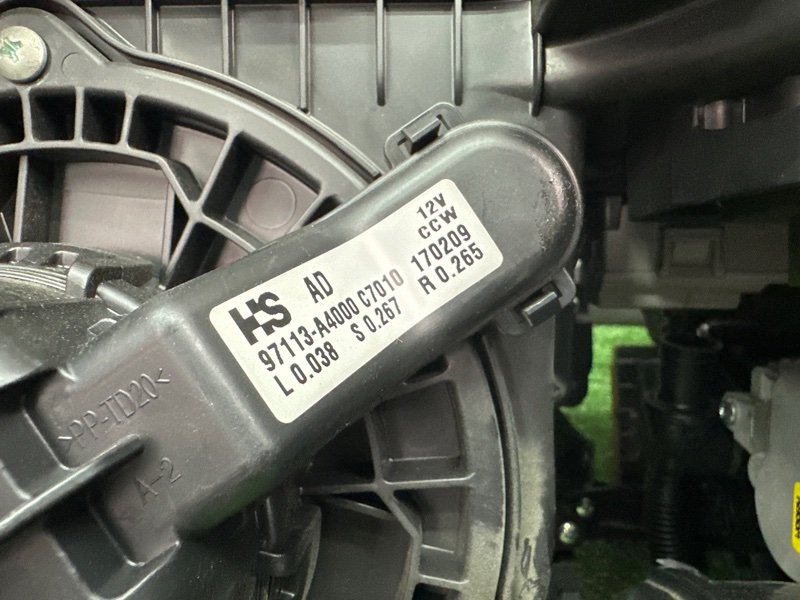 HS AD 12V
CCW
97113-A4000 C7010 170209
L 0.038 S 0.267 R 0.265
>PP-TD20<
A-2